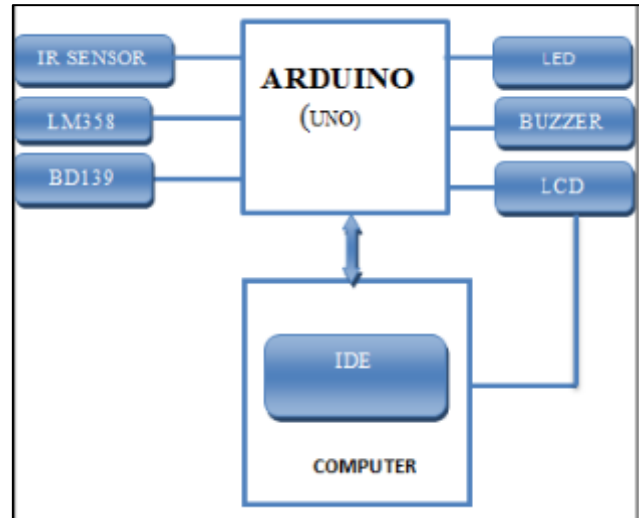 IR SENSOR
LM358
BD139
ARDUINO
(UNO)
LED
BUZZER
LCD
IDE
COMPUTER